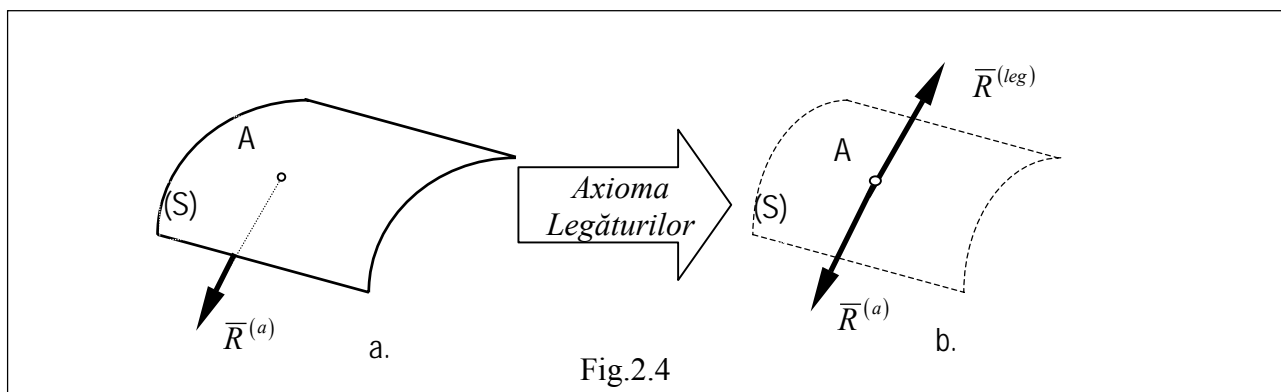 A
(S)
R̅⁽ᵃ⁾
a.
Axioma
Legăturilor
R̅⁽ˡᵉᵍ⁾
A
(S)
R̅⁽ᵃ⁾
b.
Fig.2.4